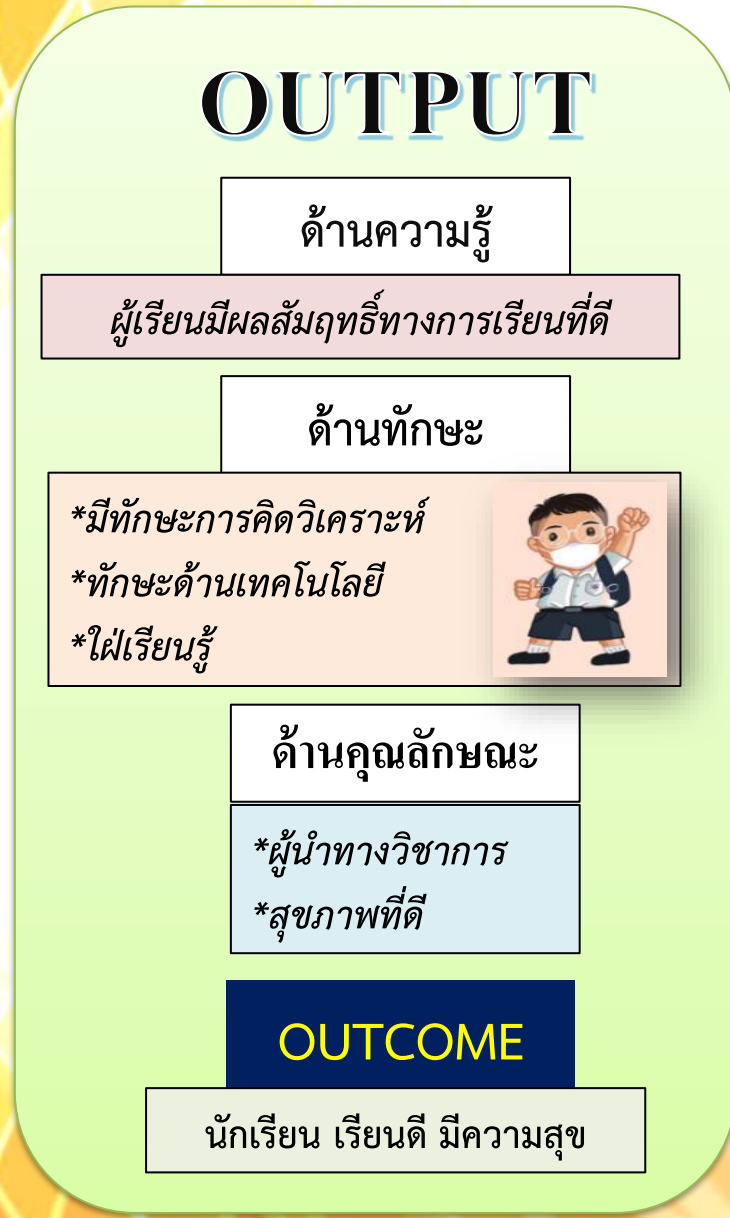 OUTPUT
ด้านความรู้
ผู้เรียนมีผลสัมฤทธิ์ทางการเรียนที่ดี
ด้านทักษะ
*มีทักษะการคิดวิเคราะห์
*ทักษะด้านเทคโนโลยี
*ใฝ่เรียนรู้
ด้านคุณลักษณะ
*ผู้นำทางวิชาการ
*สุขภาพที่ดี
OUTCOME
นักเรียน เรียนดี มีความสุข